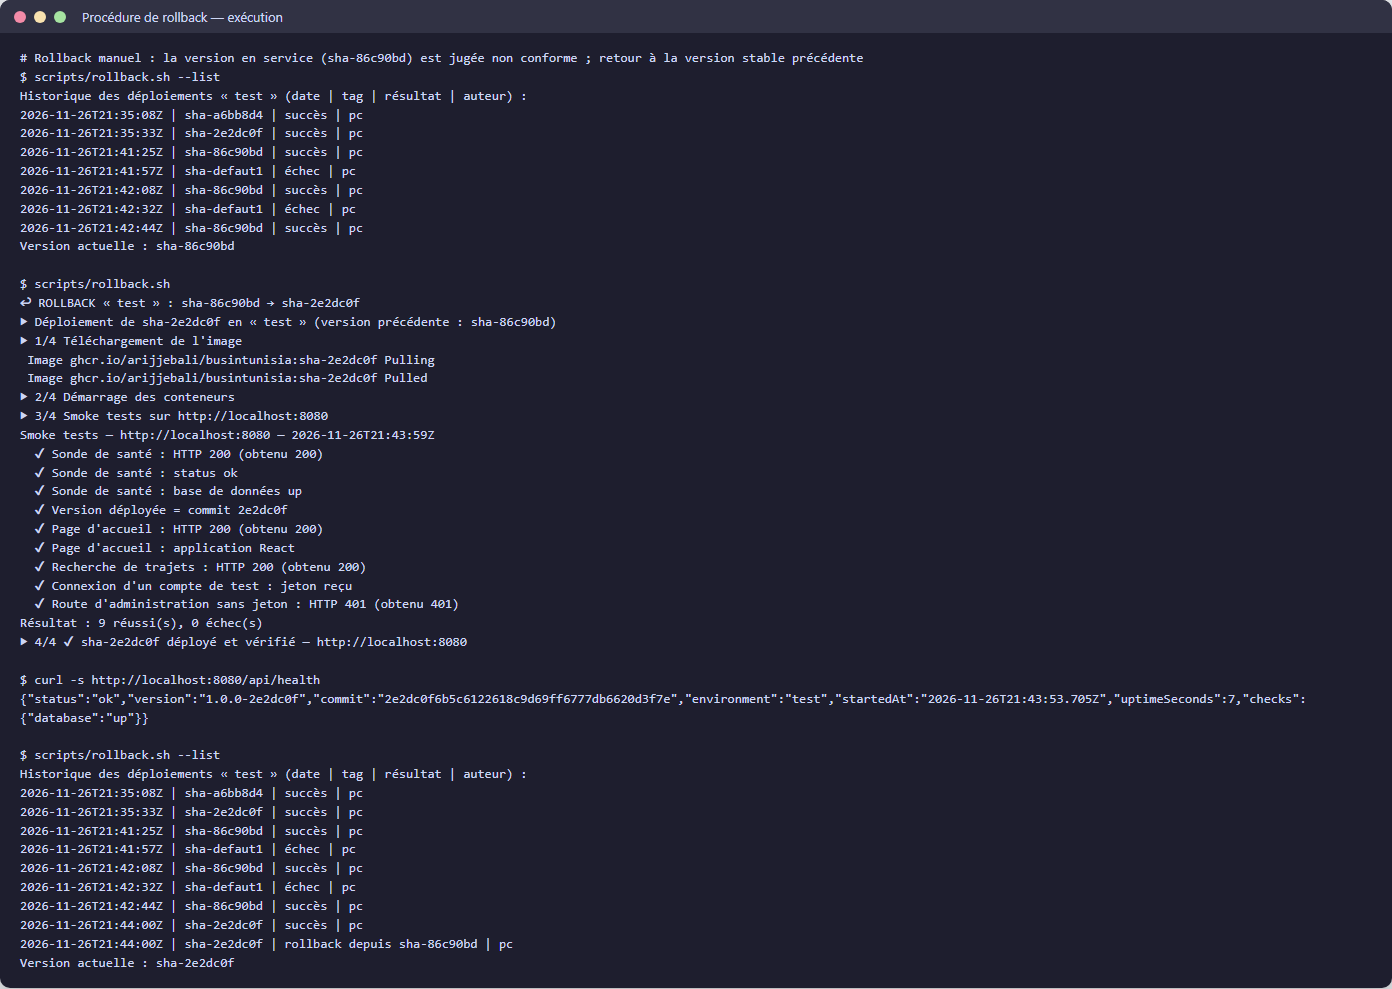 Procédure de rollback — exécution
# Rollback manuel : la version en service (sha-86c90bd) est jugée non conforme ; retour à la version stable précédente
$ scripts/rollback.sh --list
Historique des déploiements « test » (date | tag | résultat | auteur) :
2026-11-26T21:35:08Z | sha-a6bb8d4 | succès | pc
2026-11-26T21:35:33Z | sha-2e2dc0f | succès | pc
2026-11-26T21:41:25Z | sha-86c90bd | succès | pc
2026-11-26T21:41:57Z | sha-defaut1 | échec | pc
2026-11-26T21:42:08Z | sha-86c90bd | succès | pc
2026-11-26T21:42:32Z | sha-defaut1 | échec | pc
2026-11-26T21:42:44Z | sha-86c90bd | succès | pc
Version actuelle : sha-86c90bd
$ scripts/rollback.sh
↩ ROLLBACK « test » : sha-86c90bd → sha-2e2dc0f
▶ Déploiement de sha-2e2dc0f en « test » (version précédente : sha-86c90bd)
▶ 1/4 Téléchargement de l'image
Image ghcr.io/arijjebali/busintunisia:sha-2e2dc0f Pulling
Image ghcr.io/arijjebali/busintunisia:sha-2e2dc0f Pulled
▶ 2/4 Démarrage des conteneurs
▶ 3/4 Smoke tests sur http://localhost:8080
Smoke tests — http://localhost:8080 — 2026-11-26T21:43:59Z
✓ Sonde de santé : HTTP 200 (obtenu 200)
✓ Sonde de santé : status ok
✓ Sonde de santé : base de données up
✓ Version déployée = commit 2e2dc0f
✓ Page d'accueil : HTTP 200 (obtenu 200)
✓ Page d'accueil : application React
✓ Recherche de trajets : HTTP 200 (obtenu 200)
✓ Connexion d'un compte de test : jeton reçu
✓ Route d'administration sans jeton : HTTP 401 (obtenu 401)
Résultat : 9 réussi(s), 0 échec(s)
▶ 4/4 ✓ sha-2e2dc0f déployé et vérifié — http://localhost:8080
$ curl -s http://localhost:8080/api/health
{"status":"ok","version":"1.0.0-2e2dc0f","commit":"2e2dc0f6b5c6122618c9d69ff6777db6620d3f7e","environment":"test","startedAt":"2026-11-26T21:43:53.705Z","uptimeSeconds":7,"checks":
{"database":"up"}}
$ scripts/rollback.sh --list
Historique des déploiements « test » (date | tag | résultat | auteur) :
2026-11-26T21:35:08Z | sha-a6bb8d4 | succès | pc
2026-11-26T21:35:33Z | sha-2e2dc0f | succès | pc
2026-11-26T21:41:25Z | sha-86c90bd | succès | pc
2026-11-26T21:41:57Z | sha-defaut1 | échec | pc
2026-11-26T21:42:08Z | sha-86c90bd | succès | pc
2026-11-26T21:42:32Z | sha-defaut1 | échec | pc
2026-11-26T21:42:44Z | sha-86c90bd | succès | pc
2026-11-26T21:44:00Z | sha-2e2dc0f | succès | pc
2026-11-26T21:44:00Z | sha-2e2dc0f | rollback depuis sha-86c90bd | pc
Version actuelle : sha-2e2dc0f